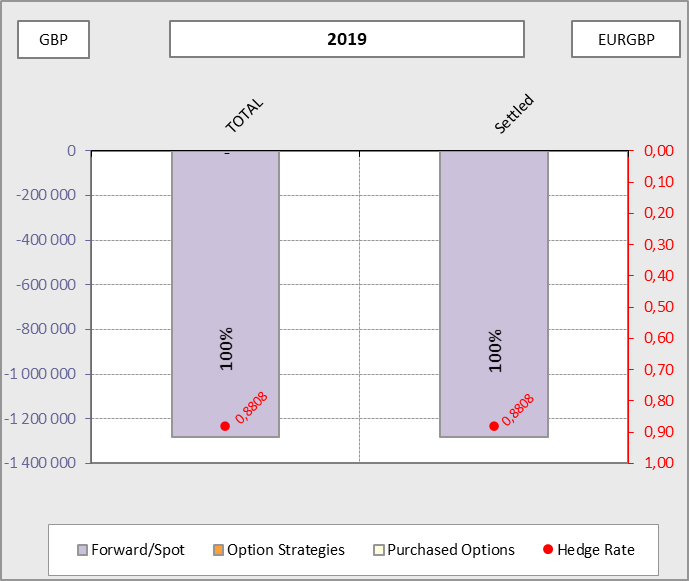 GBP
2019
EURGBP
TOTAL
Settled
0
-200 000
-400 000
-600 000
-800 000
-1 000 000
-1 200 000
-1 400 000
0,00
0,10
0,20
0,30
0,40
0,50
0,60
0,70
0,80
0,90
1,00
-
100%
100%
0,8808
0,8808
Forward/Spot
Option Strategies
Purchased Options
Hedge Rate